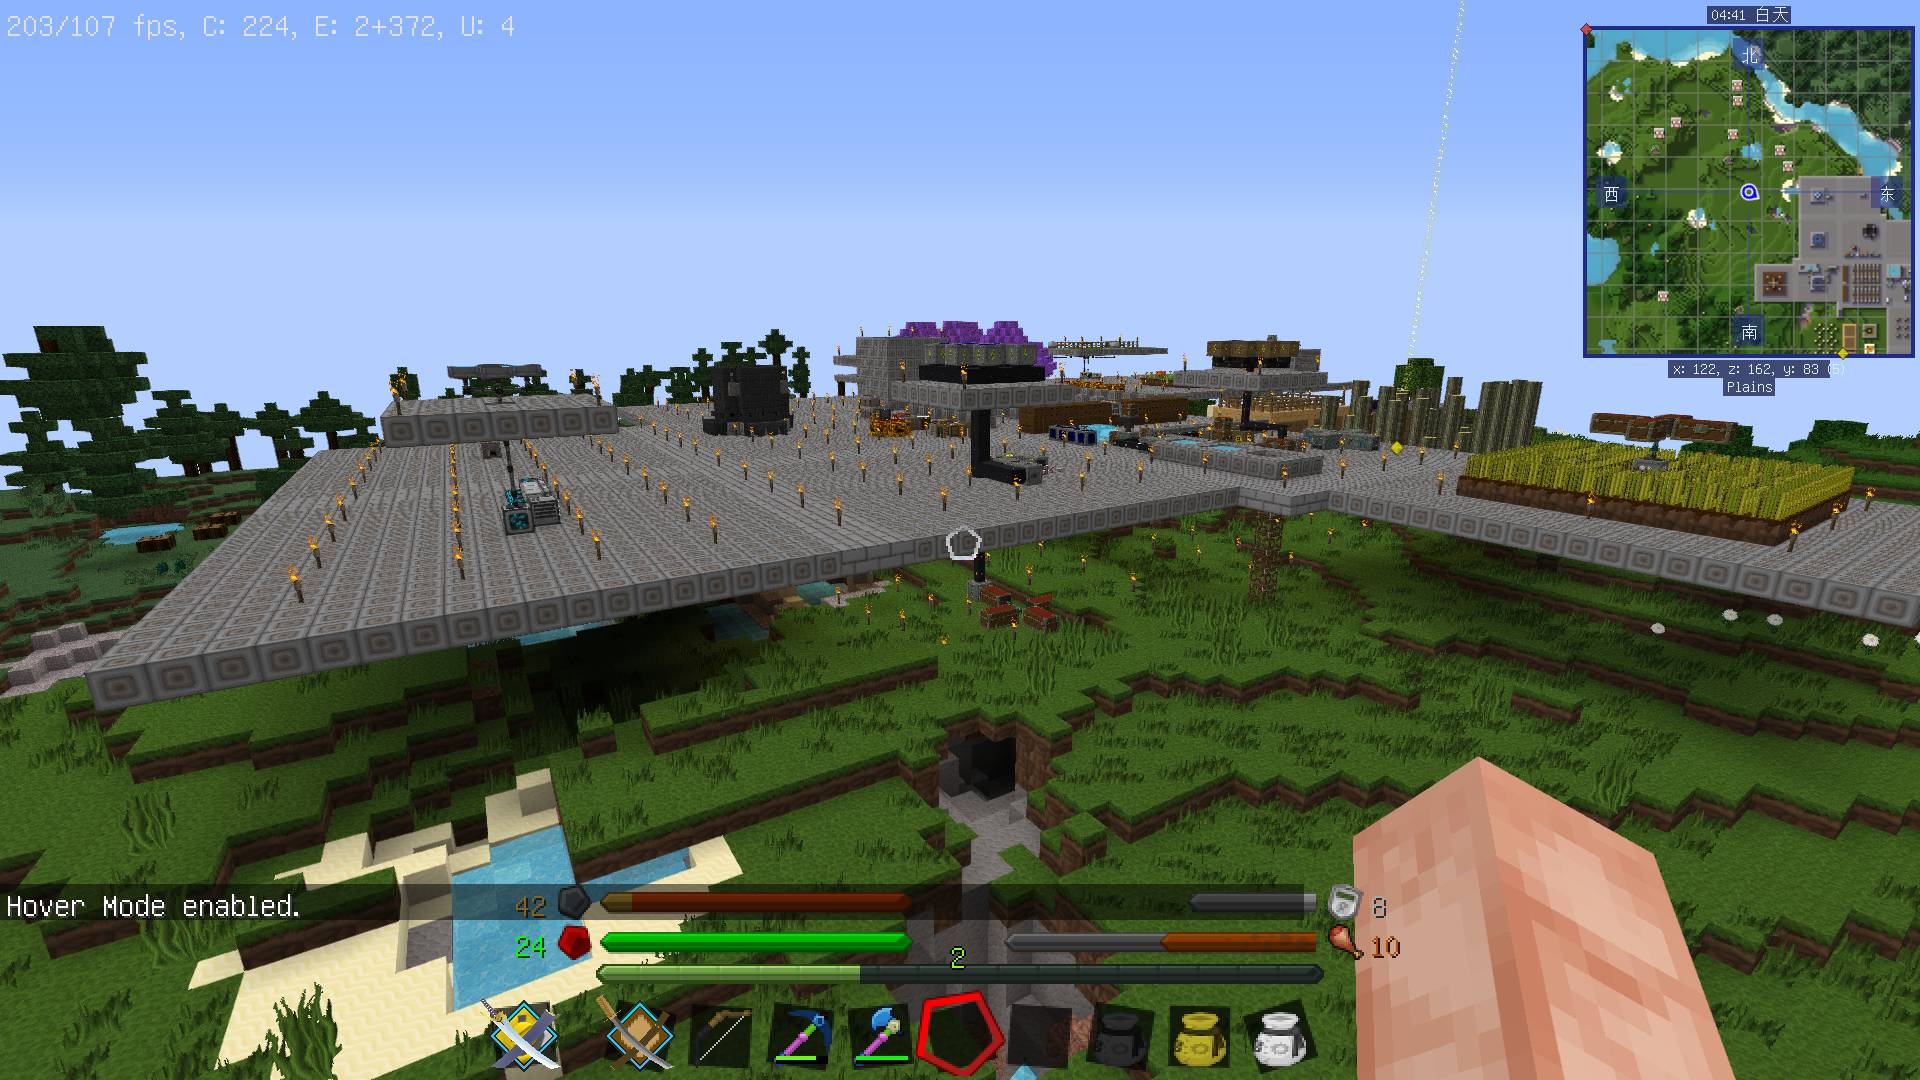 203/107 fps, C: 224, E: 2+372, U: 4
04:41 白天
北
西
东
南
x: 122, z: 162, y: 83 (5)
Plains
Hover Mode enabled.
42
8
24
2
10